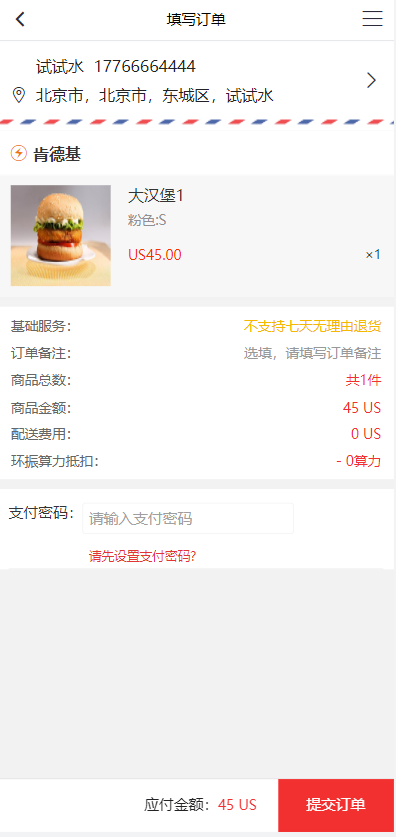 填写订单
试试水 17766664444
北京市，北京市，东城区，试试水
肯德基
大汉堡1
粉色:S
US45.00 ×1
基础服务： 不支持七天无理由退货
订单备注： 选填，请填写订单备注
商品总数： 共1件
商品金额： 45 US
配送费用： 0 US
环振算力抵扣： - 0算力
支付密码： 请输入支付密码
请先设置支付密码?
应付金额：45 US 提交订单